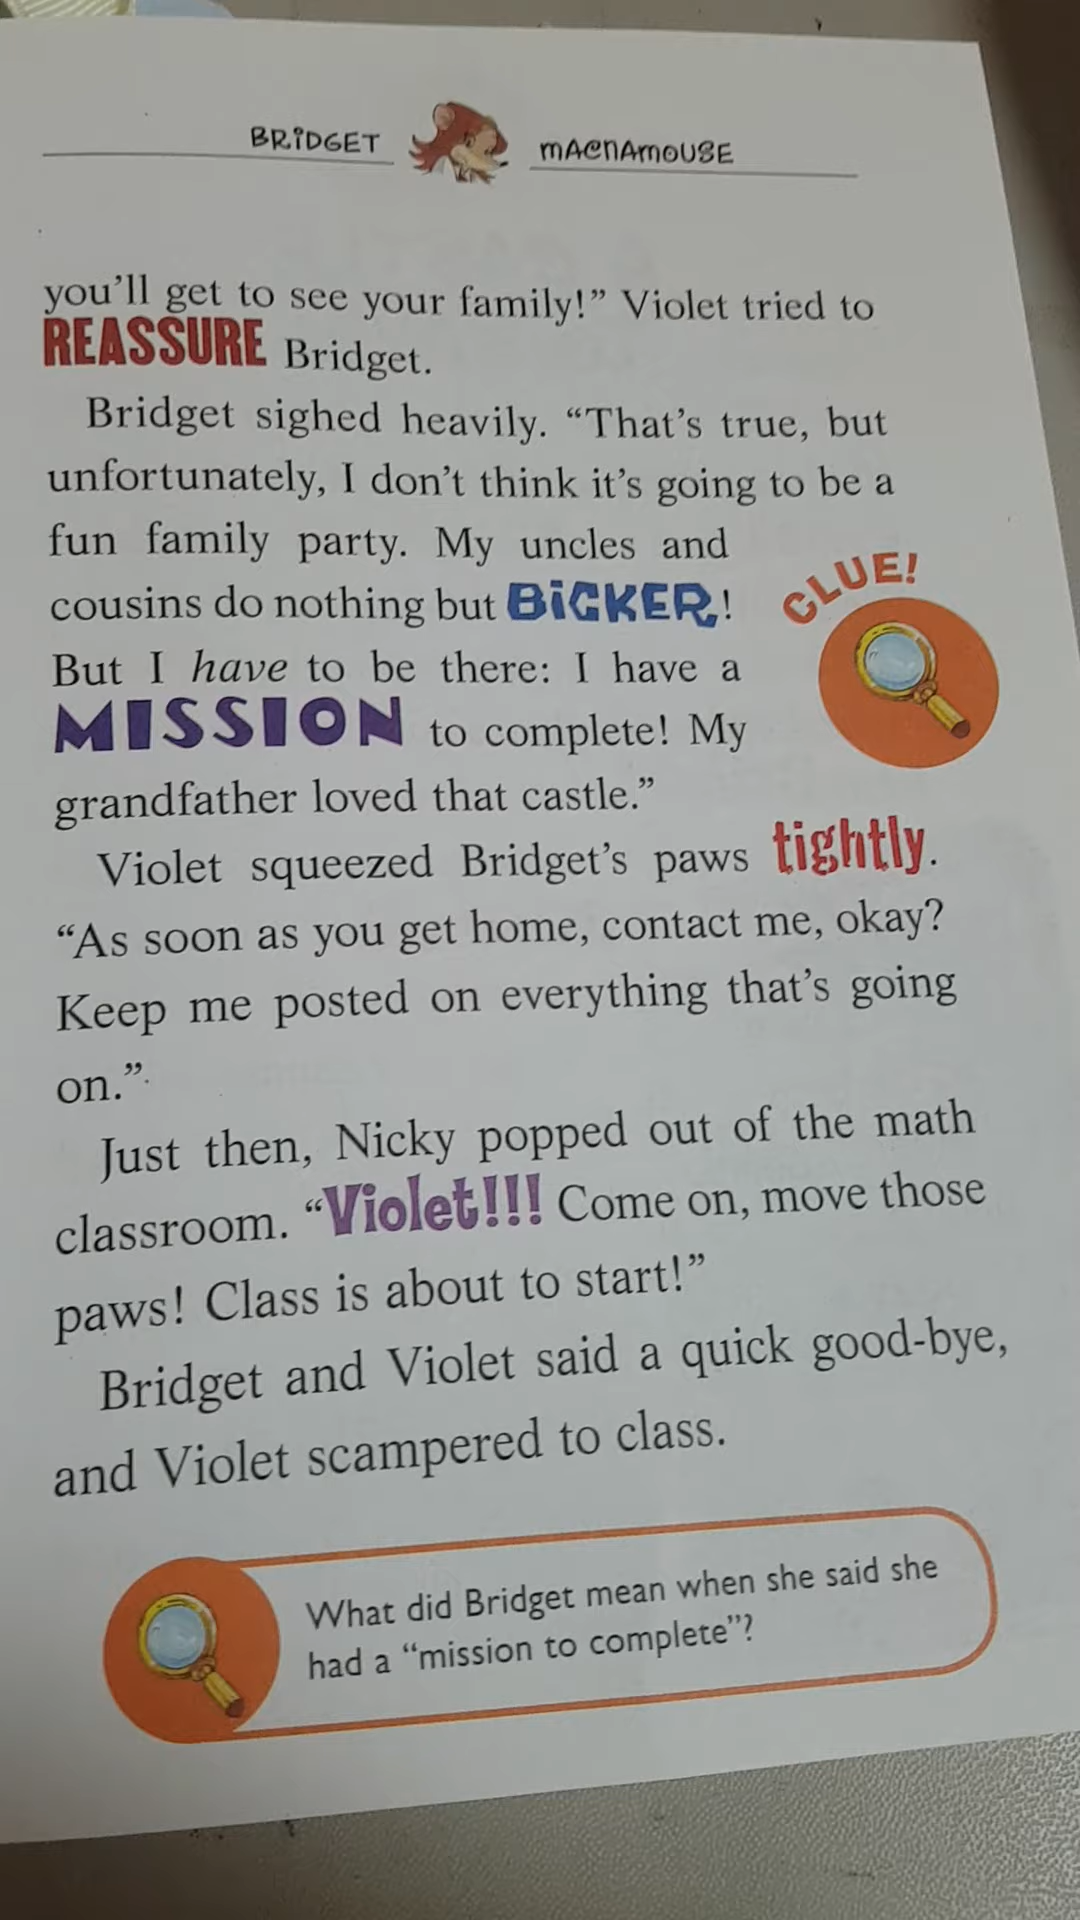 BRIDGET MACNAMOUSE
you'll get to see your family!” Violet tried to
REASSURE Bridget.
Bridget sighed heavily. “That's true, but
unfortunately, I don't think it's going to be a
fun family party. My uncles and
cousins do nothing but BICKER!
But I have to be there: I have a
MISSION to complete! My
grandfather loved that castle.”
CLUE!
Violet squeezed Bridget's paws tightly.
“As soon as you get home, contact me, okay?
Keep me posted on everything that's going
on.”
Just then, Nicky popped out of the math
classroom. “Violet!!! Come on, move those
paws! Class is about to start!”
Bridget and Violet said a quick good-bye,
and Violet scampered to class.
What did Bridget mean when she said she
had a “mission to complete”?